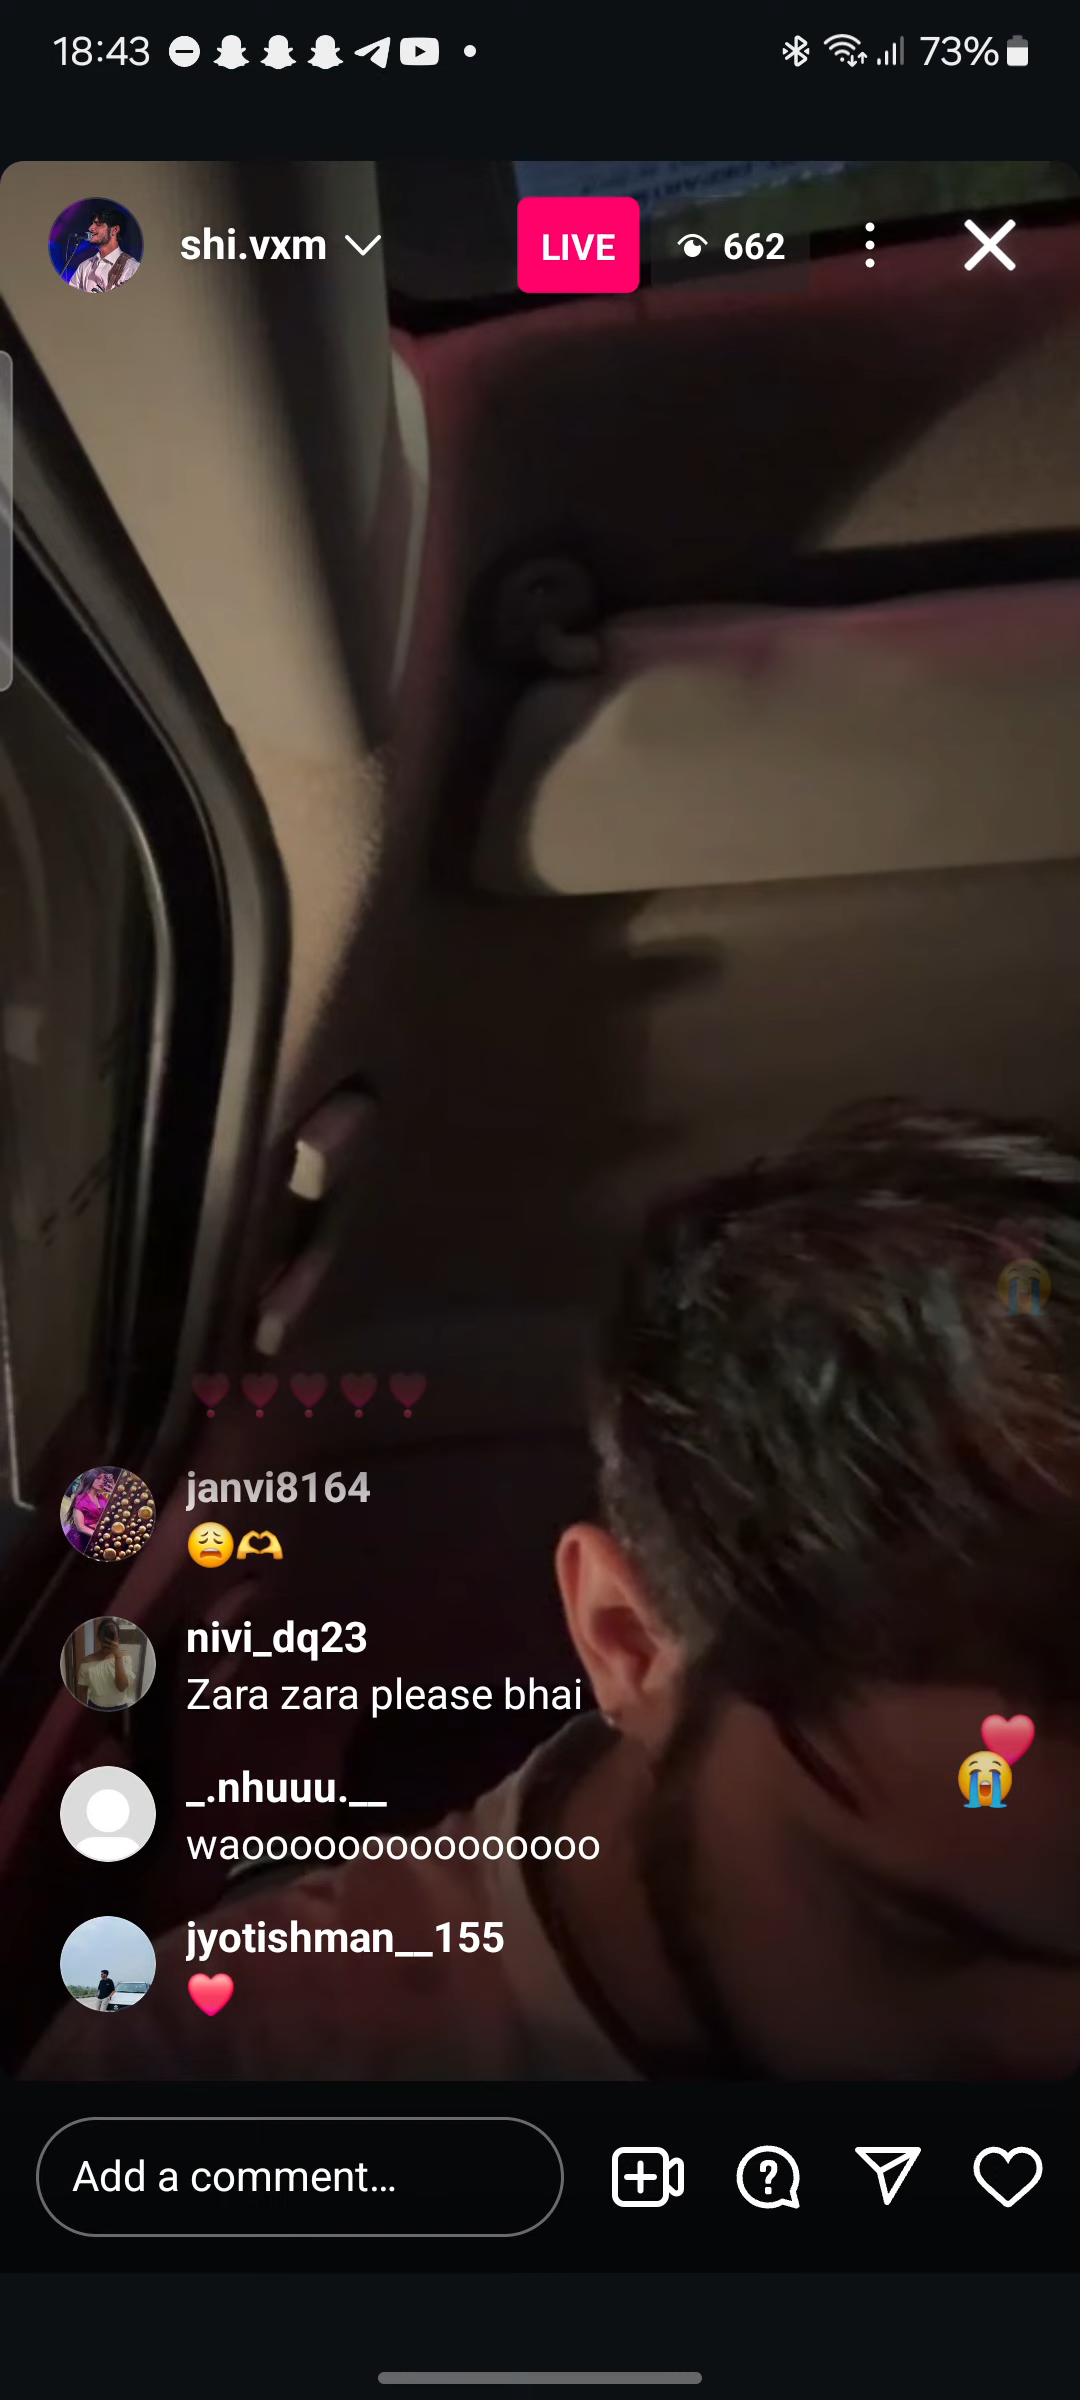 18:43
73%
shi.vxm
LIVE
662
janvi8164
😩🫶
nivi_dq23
Zara zara please bhai
_.nhuuu.__
waooooooooooooooo
jyotishman__155
❤️
Add a comment...